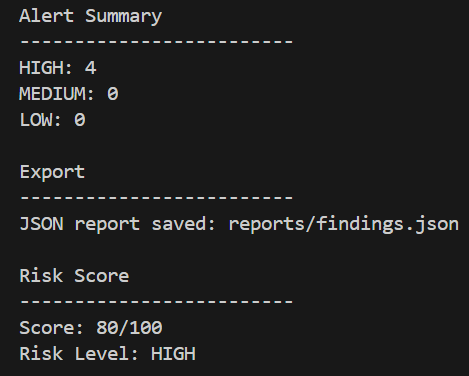 Alert Summary
-------------------------
HIGH: 4
MEDIUM: 0
LOW: 0

Export
-------------------------
JSON report saved: reports/findings.json

Risk Score
-------------------------
Score: 80/100
Risk Level: HIGH